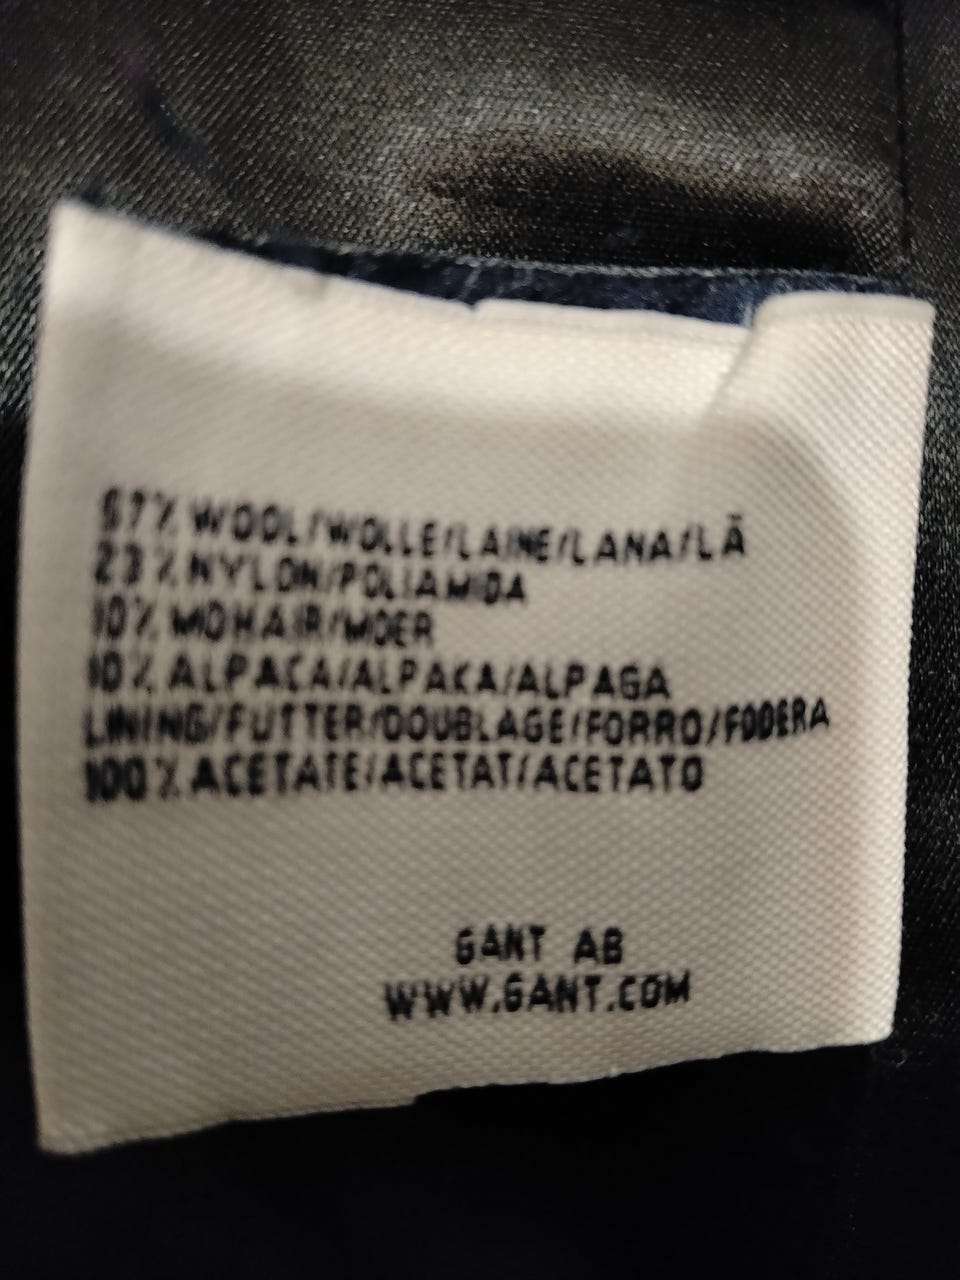 57% WOOL/WOLLE/LAINE/LANA/LÃ
23% NYLON/POLIAMIDA
10% MOHAIR/MOER
10% ALPACA/ALPAKA/ALPAGA
LINING/FUTTER/DOUBLAGE/FORRO/FODERA
100% ACETATE/ACETAT/ACETATO
GANT AB
WWW.GANT.COM